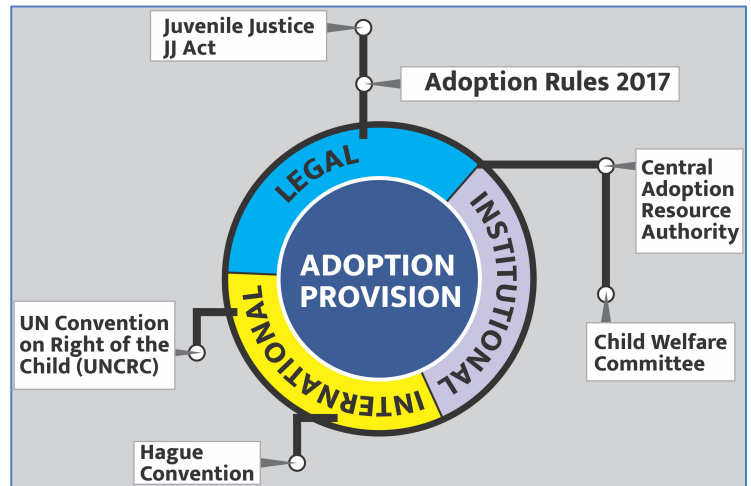 Juvenile Justice
JJ Act
Adoption Rules 2017
LEGAL
INSTITUTIONAL
Central
Adoption
Resource
Authority
ADOPTION
PROVISION
INTERNATIONAL
UN Convention
on Right of the
Child (UNCRC)
Child Welfare
Committee
Hague
Convention